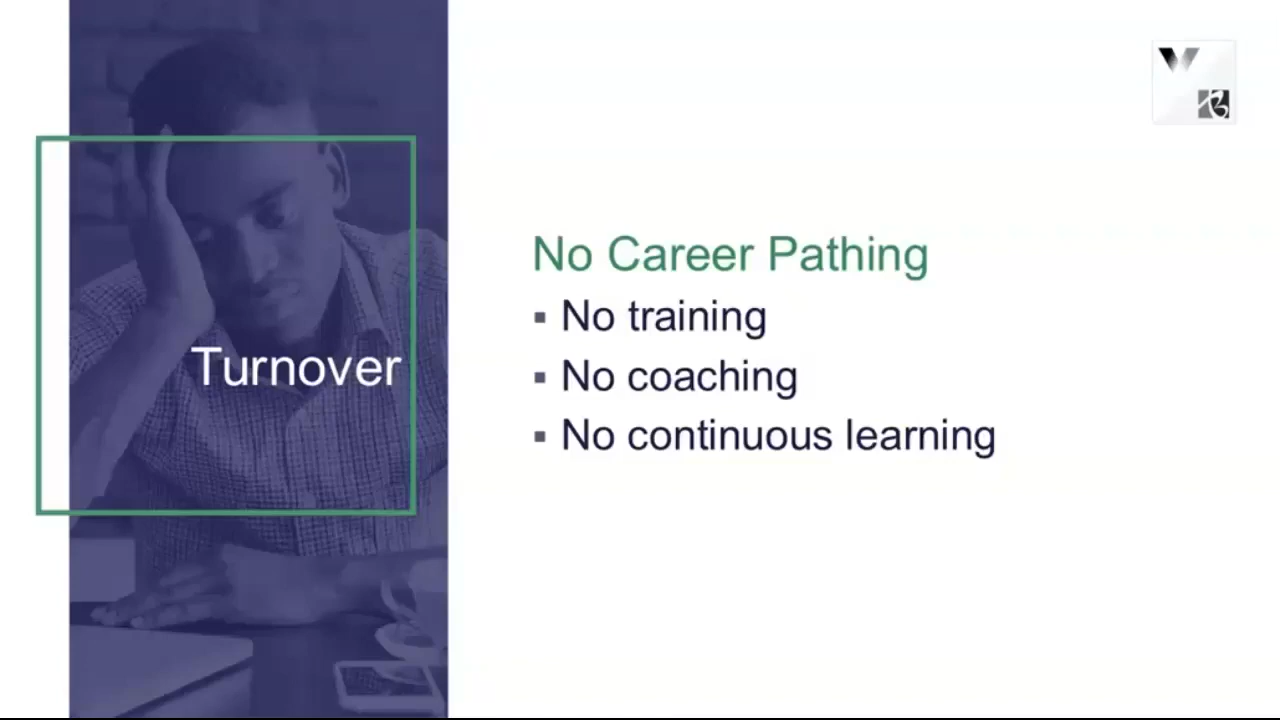 Turnover
No Career Pathing
▪ No training
▪ No coaching
▪ No continuous learning